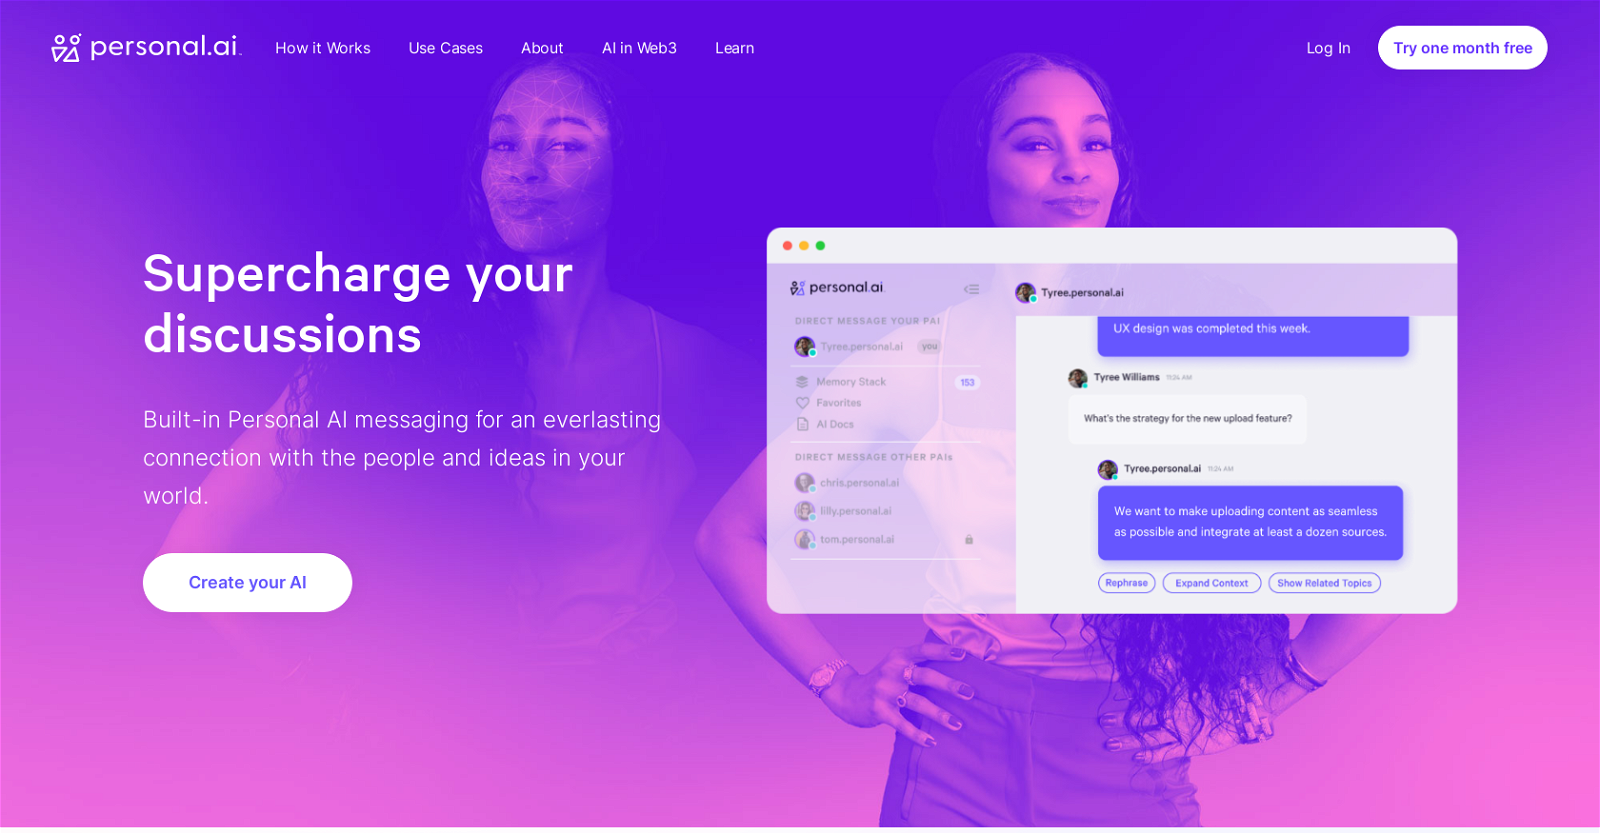 personal.ai
How it Works
Use Cases
About
AI in Web3
Learn
Log In
Try one month free
Supercharge your
discussions
Built-in Personal AI messaging for an everlasting
connection with the people and ideas in your
world.
Create your AI
personal.ai
DIRECT MESSAGE YOUR PAI
Tyree.personal.ai you
Memory Stack 153
Favorites
AI Docs
DIRECT MESSAGE OTHER PAIs
chris.personal.ai
lilly.personal.ai
tom.personal.ai
Tyree.personal.ai
UX design was completed this week.
Tyree Williams 11:24 AM
What's the strategy for the new upload feature?
Tyree.personal.ai 11:24 AM
We want to make uploading content as seamless
as possible and integrate at least a dozen sources.
Rephrase
Expand Context
Show Related Topics